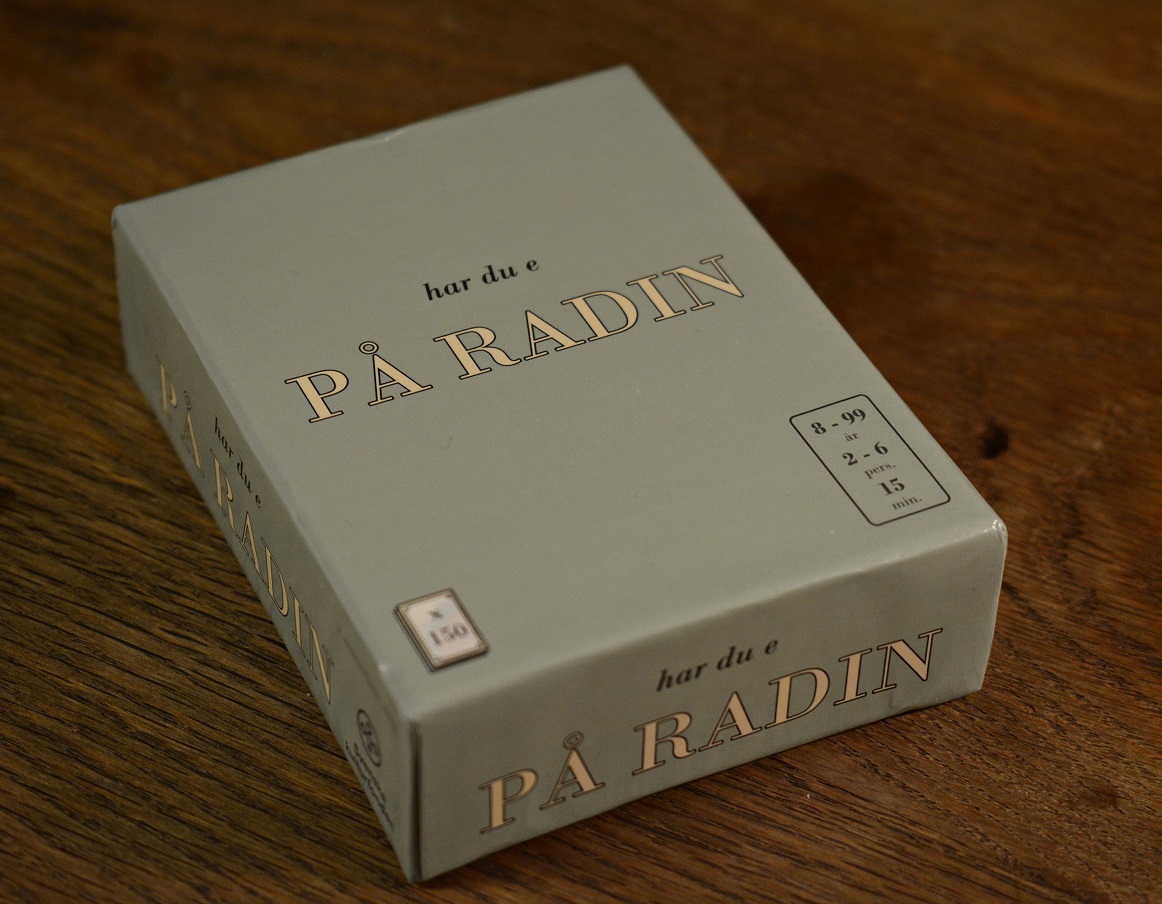 har du e
PÅ RADIN
8 - 99
år
2 - 6
pers.
15
min.
x
150
har du e
PÅ RADIN
har du e
PÅ RADIN